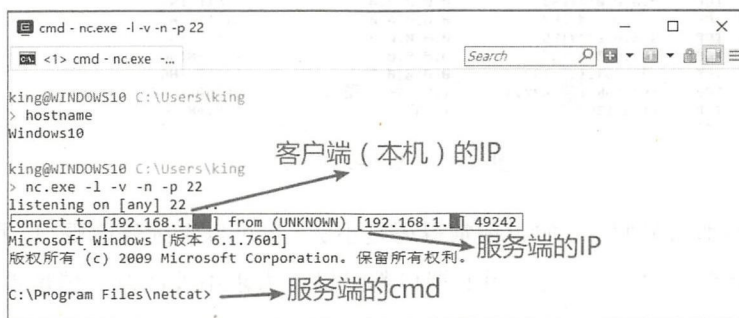 cmd - nc.exe -l -v -n -p 22
<1> cmd - nc.exe -...
Search
king@WINDOWS10 C:\Users\king
> hostname
Windows10
客户端（本机）的IP
king@WINDOWS10 C:\Users\king
> nc.exe -l -v -n -p 22
listening on [any] 22 ...
connect to [192.168.1. ] from (UNKNOWN) [192.168.1. ] 49242
Microsoft Windows [版本 6.1.7601]
服务端的IP
版权所有 (c) 2009 Microsoft Corporation. 保留所有权利。
C:\Program Files\netcat>
服务端的cmd